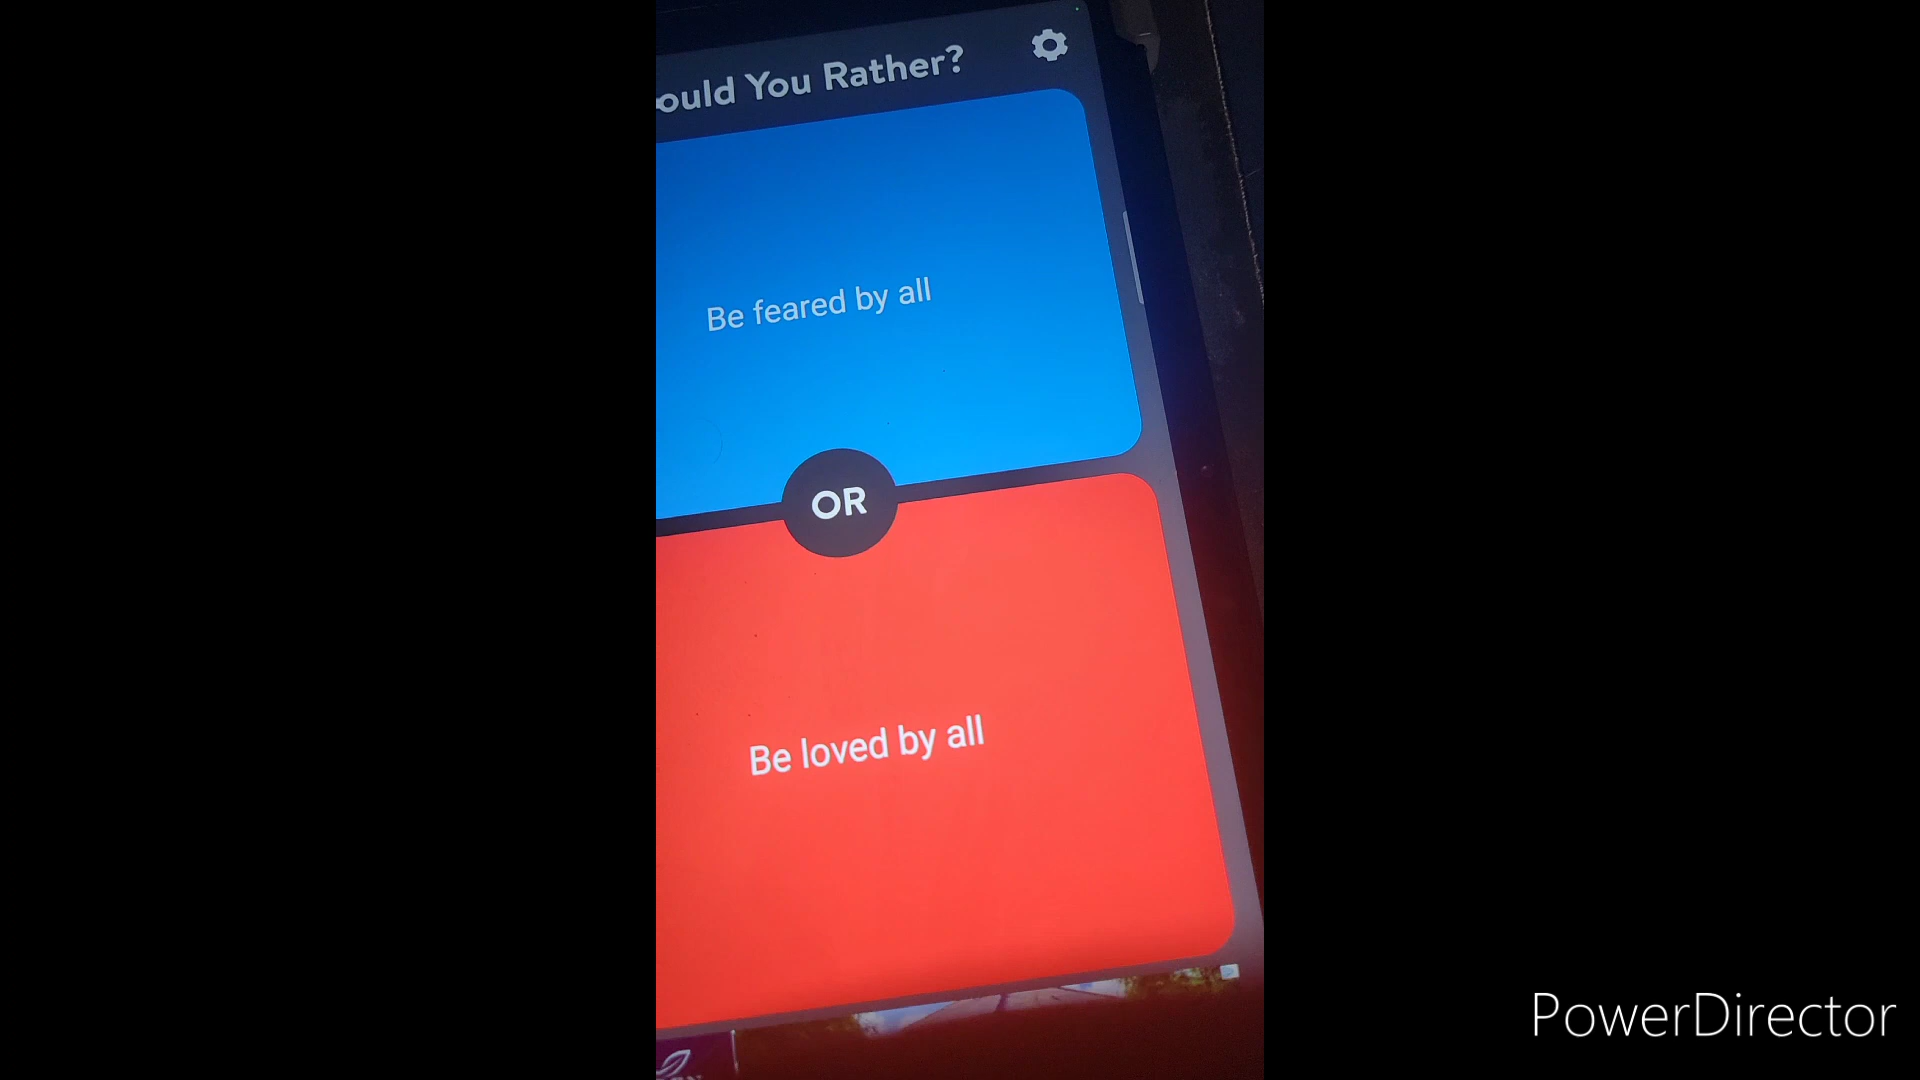 ould You Rather?
Be feared by all
OR
Be loved by all
PowerDirector